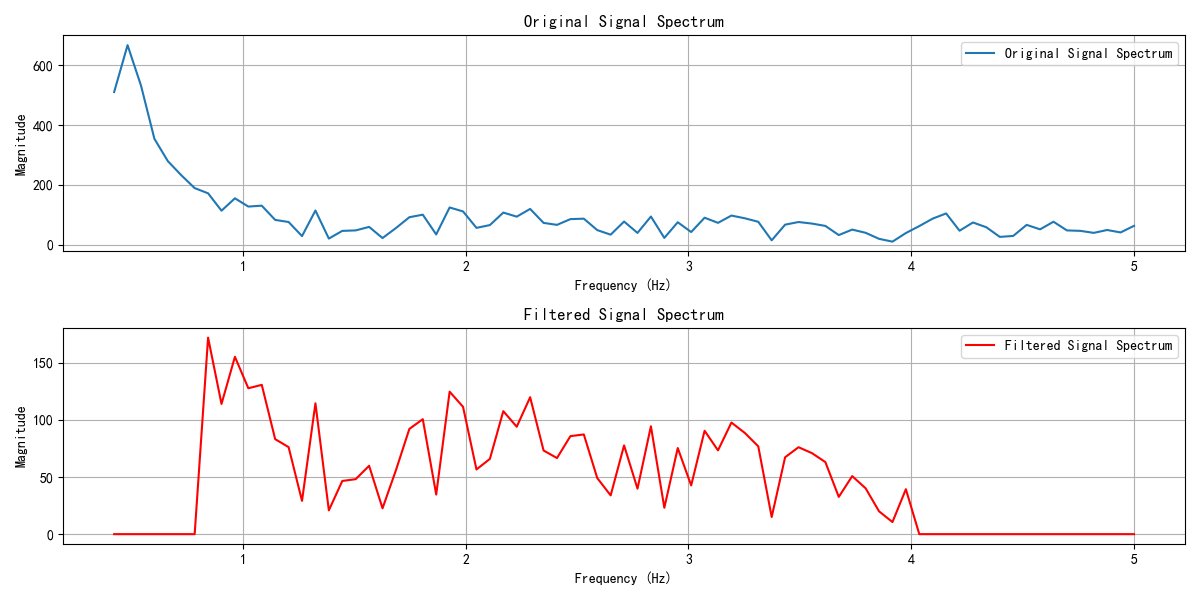 Original Signal Spectrum
Original Signal Spectrum
Magnitude
600
400
200
0
1 2 3 4 5
Frequency (Hz)
Filtered Signal Spectrum
Filtered Signal Spectrum
Magnitude
150
100
50
0
1 2 3 4 5
Frequency (Hz)